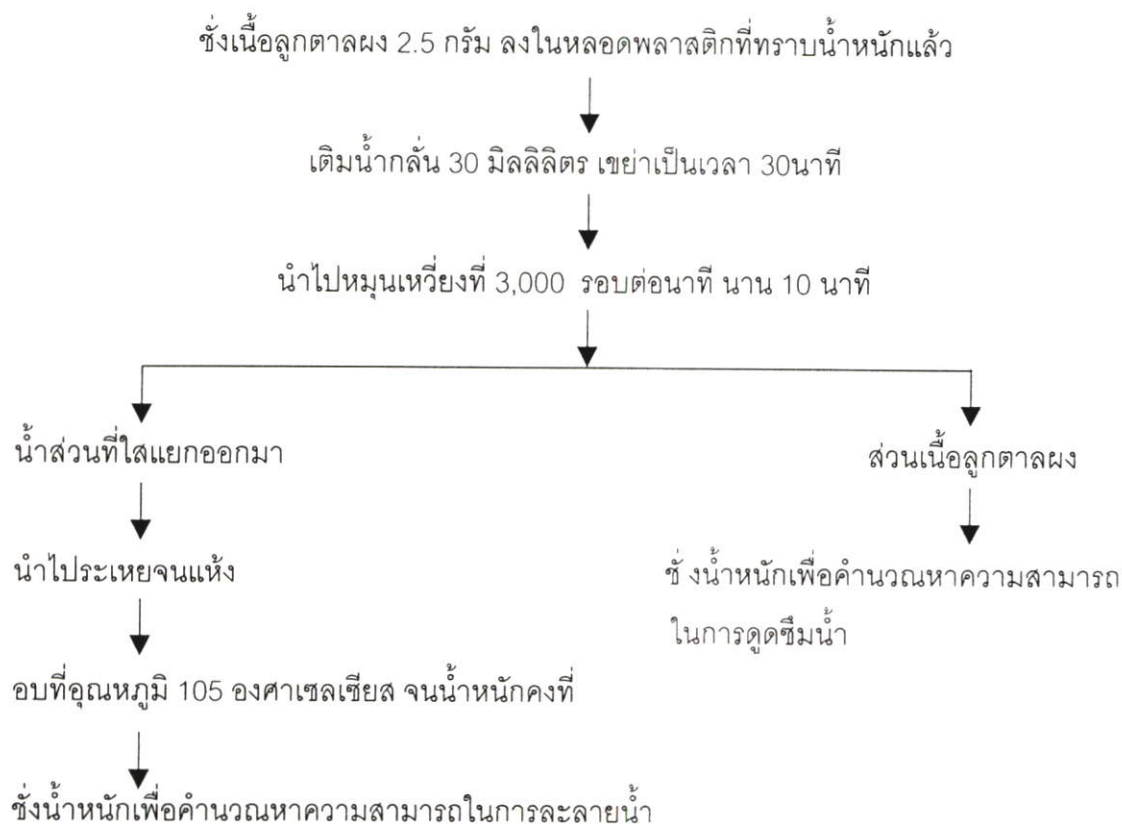 ชั่งเนื้อลูกตาลผง 2.5 กรัม ลงในหลอดพลาสติกที่ทราบน้ำหนักแล้ว
เติมน้ำกลั่น 30 มิลลิลิตร เขย่าเป็นเวลา 30นาที
นำไปหมุนเหวี่ยงที่ 3,000 รอบต่อนาที นาน 10 นาที
น้ำส่วนที่ใสแยกออกมา
ส่วนเนื้อลูกตาลผง
นำไประเหยจนแห้ง
ชั่งน้ำหนักเพื่อคำนวณหาความสามารถ
ในการดูดซึมน้ำ
อบที่อุณหภูมิ 105 องศาเซลเซียส จนน้ำหนักคงที่
ชั่งน้ำหนักเพื่อคำนวณหาความสามารถในการละลายน้ำ